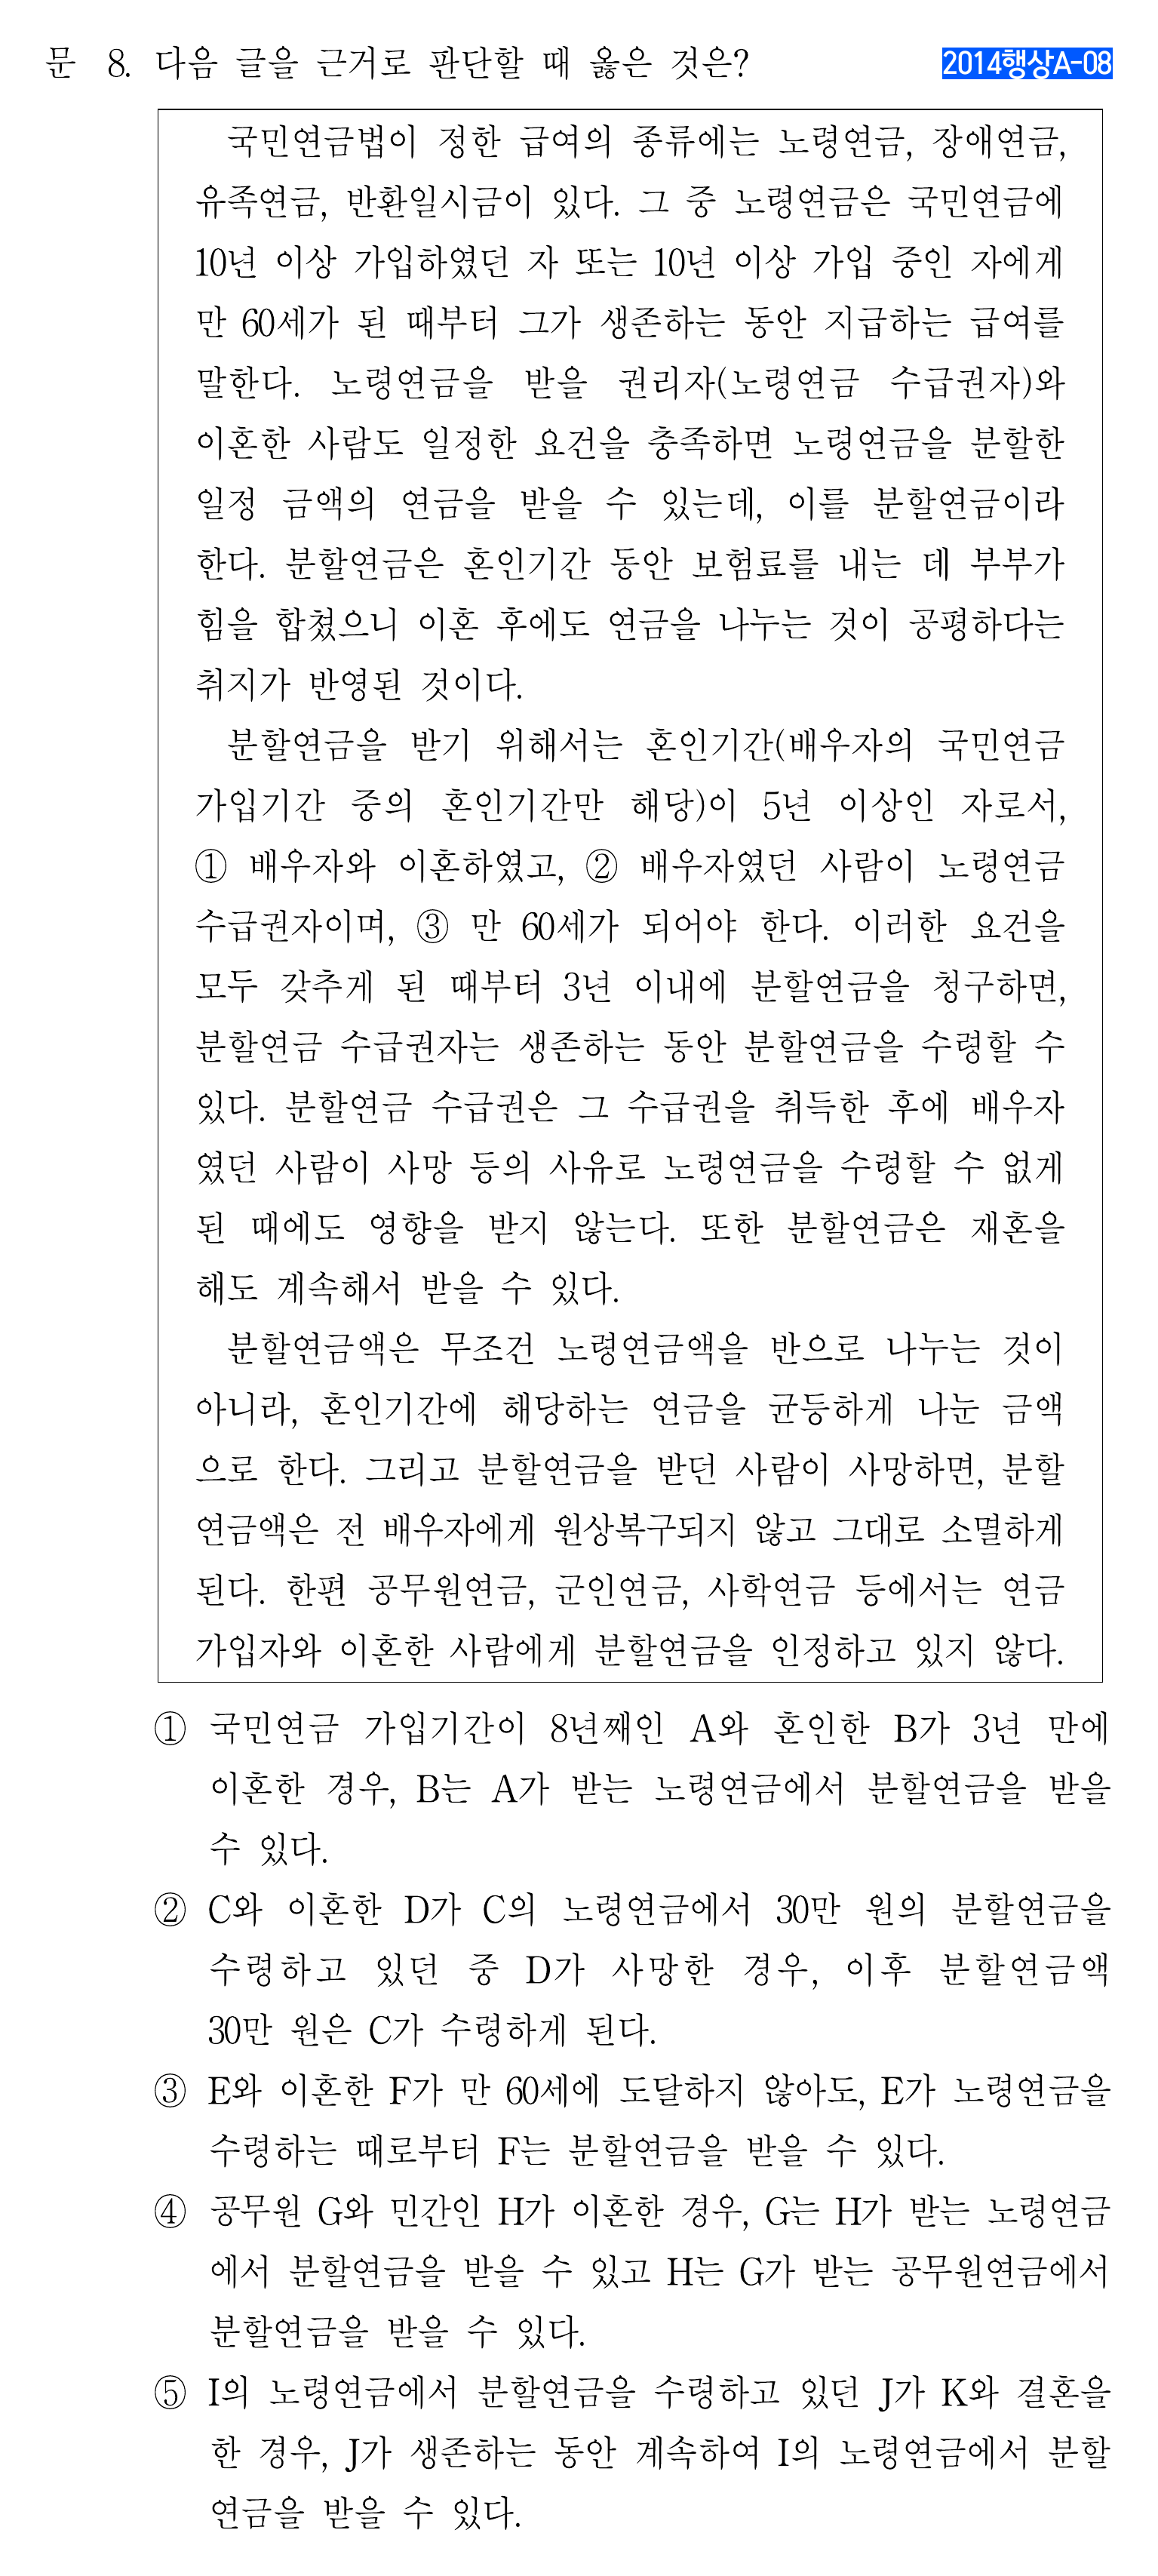 문 8. 다음 글을 근거로 판단할 때 옳은 것은? 2014행상A-08
국민연금법이 정한 급여의 종류에는 노령연금, 장애연금,
유족연금, 반환일시금이 있다. 그 중 노령연금은 국민연금에
10년 이상 가입하였던 자 또는 10년 이상 가입 중인 자에게
만 60세가 된 때부터 그가 생존하는 동안 지급하는 급여를
말한다. 노령연금을 받을 권리자(노령연금 수급권자)와
이혼한 사람도 일정한 요건을 충족하면 노령연금을 분할한
일정 금액의 연금을 받을 수 있는데, 이를 분할연금이라
한다. 분할연금은 혼인기간 동안 보험료를 내는 데 부부가
힘을 합쳤으니 이혼 후에도 연금을 나누는 것이 공평하다는
취지가 반영된 것이다.
분할연금을 받기 위해서는 혼인기간(배우자의 국민연금
가입기간 중의 혼인기간만 해당)이 5년 이상인 자로서,
① 배우자와 이혼하였고, ② 배우자였던 사람이 노령연금
수급권자이며, ③ 만 60세가 되어야 한다. 이러한 요건을
모두 갖추게 된 때부터 3년 이내에 분할연금을 청구하면,
분할연금 수급권자는 생존하는 동안 분할연금을 수령할 수
있다. 분할연금 수급권은 그 수급권을 취득한 후에 배우자
였던 사람이 사망 등의 사유로 노령연금을 수령할 수 없게
된 때에도 영향을 받지 않는다. 또한 분할연금은 재혼을
해도 계속해서 받을 수 있다.
분할연금액은 무조건 노령연금액을 반으로 나누는 것이
아니라, 혼인기간에 해당하는 연금을 균등하게 나눈 금액
으로 한다. 그리고 분할연금을 받던 사람이 사망하면, 분할
연금액은 전 배우자에게 원상복구되지 않고 그대로 소멸하게
된다. 한편 공무원연금, 군인연금, 사학연금 등에서는 연금
가입자와 이혼한 사람에게 분할연금을 인정하고 있지 않다.
① 국민연금 가입기간이 8년째인 A와 혼인한 B가 3년 만에
이혼한 경우, B는 A가 받는 노령연금에서 분할연금을 받을
수 있다.
② C와 이혼한 D가 C의 노령연금에서 30만 원의 분할연금을
수령하고 있던 중 D가 사망한 경우, 이후 분할연금액
30만 원은 C가 수령하게 된다.
③ E와 이혼한 F가 만 60세에 도달하지 않아도, E가 노령연금을
수령하는 때로부터 F는 분할연금을 받을 수 있다.
④ 공무원 G와 민간인 H가 이혼한 경우, G는 H가 받는 노령연금
에서 분할연금을 받을 수 있고 H는 G가 받는 공무원연금에서
분할연금을 받을 수 있다.
⑤ I의 노령연금에서 분할연금을 수령하고 있던 J가 K와 결혼을
한 경우, J가 생존하는 동안 계속하여 I의 노령연금에서 분할
연금을 받을 수 있다.